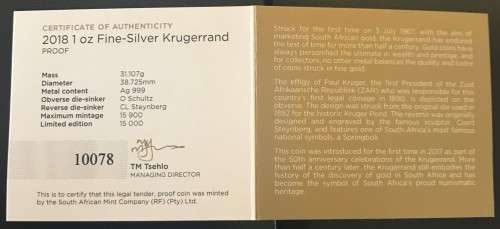 CERTIFICATE OF AUTHENTICITY
2018 1 oz Fine-Silver Krugerrand
PROOF
Mass 31.107g
Diameter 38.725mm
Metal content Ag 999
Obverse die-sinker O Schultz
Reverse die-sinker CL Steynberg
Maximum mintage 15 900
Limited edition 15 000
10078
TM Tsehlo
MANAGING DIRECTOR
This is to certify that this legal tender, proof coin was minted
by the South African Mint Company (RF) (Pty) Ltd.
Struck for the first time on 3 July 1967, with the aim of
marketing South African gold, the Krugerrand has endured
the test of time for more than half a century. Gold coins have
always personified the ultimate in wealth and prestige, and
for collectors, no other metal balances the quality and allure
of coins struck in fine gold.
The effigy of Paul Kruger, the first President of the Zuid
Afrikaansche Republiek (ZAR) who was responsible for this
country's first legal coinage in 1890, is depicted on the
obverse. The design was struck from the original die used in
1892 for the historic Kruger Pond. The reverse was originally
designed and engraved by the famous sculptor Coert
Steynberg, and features one of South Africa's most famous
national symbols, a Springbok.
This coin was introduced for the first time in 2017 as part of
the 50th anniversary celebrations of the Krugerrand. More
than half a century later, the Krugerrand still embodies the
history of the discovery of gold in South Africa and has
become the symbol of South Africa's proud numismatic
heritage.